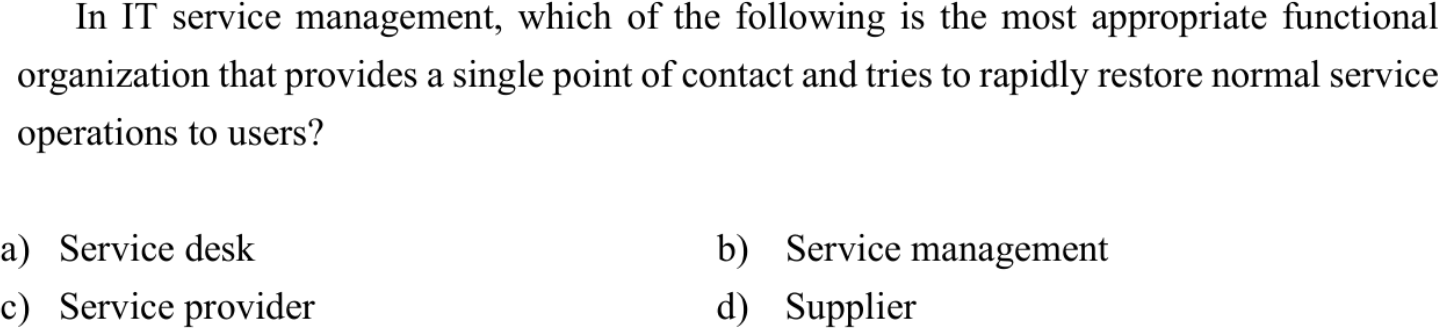 In IT service management, which of the following is the most appropriate functional
organization that provides a single point of contact and tries to rapidly restore normal service
operations to users?
a) Service desk b) Service management
c) Service provider d) Supplier